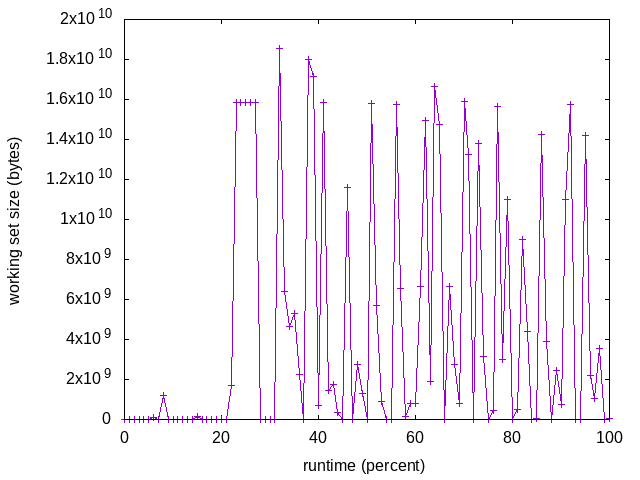 2x10^10
1.8x10^10
1.6x10^10
1.4x10^10
1.2x10^10
1x10^10
8x10^9
6x10^9
4x10^9
2x10^9
0
working set size (bytes)
0 20 40 60 80 100
runtime (percent)